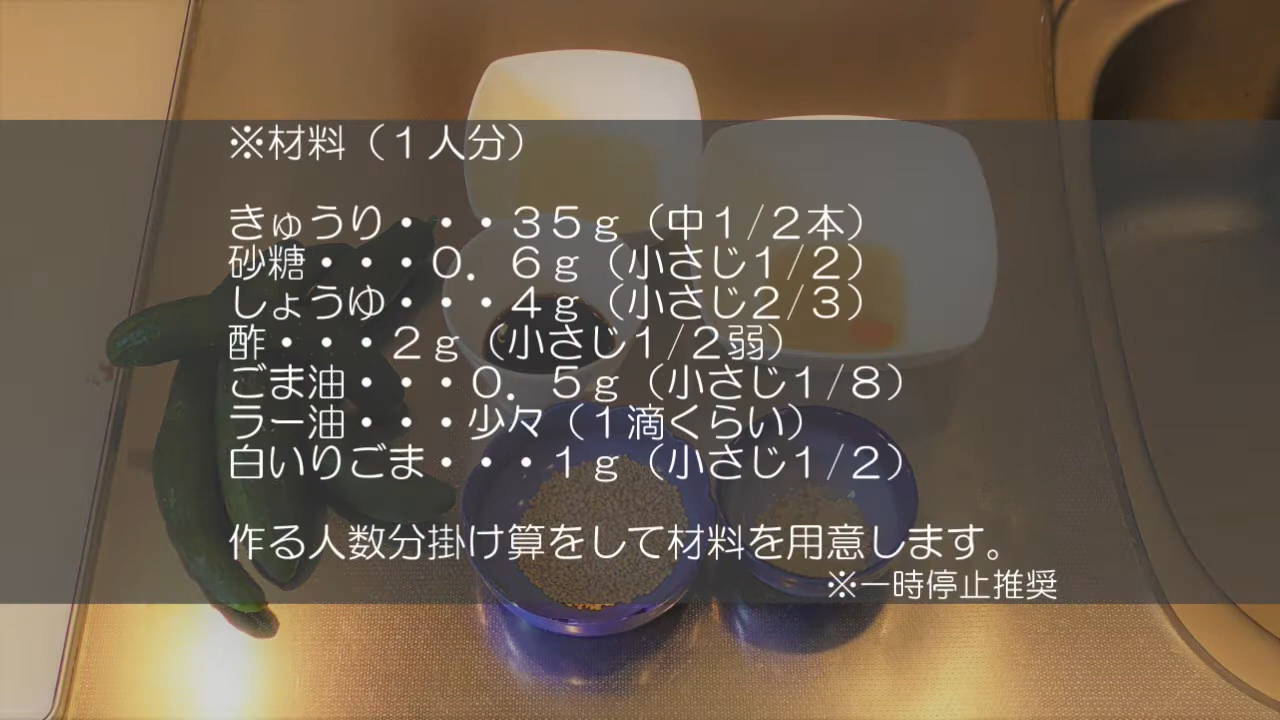 ※材料（１人分）
きゅうり・・・３５ｇ（中１/２本）
砂糖・・・０．６ｇ（小さじ１/２）
しょうゆ・・・４ｇ（小さじ２/３）
酢・・・２ｇ（小さじ１/２弱）
ごま油・・・０．５ｇ（小さじ１/８）
ラー油・・・少々（１滴くらい）
白いりごま・・・１ｇ（小さじ１/２）
作る人数分掛け算をして材料を用意します。
※一時停止推奨